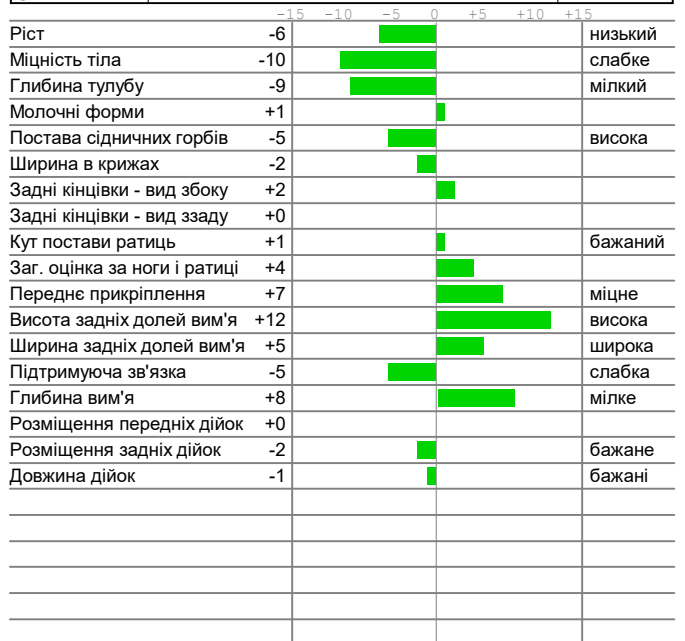 -15 -10 -5 0 +5 +10 +15
Ріст -6 низький
Міцність тіла -10 слабке
Глибина тулубу -9 мілкий
Молочні форми +1
Постава сідничних горбів -5 висока
Ширина в крижах -2
Задні кінцівки - вид збоку +2
Задні кінцівки - вид ззаду +0
Кут постави ратиць +1 бажаний
Заг. оцінка за ноги і ратиці +4
Переднє прикріплення +7 міцне
Висота задніх долей вим'я +12 висока
Ширина задніх долей вим'я +5 широка
Підтримуюча зв'язка -5 слабка
Глибина вим'я +8 мілке
Розміщення передніх дійок +0
Розміщення задніх дійок -2 бажане
Довжина дійок -1 бажані